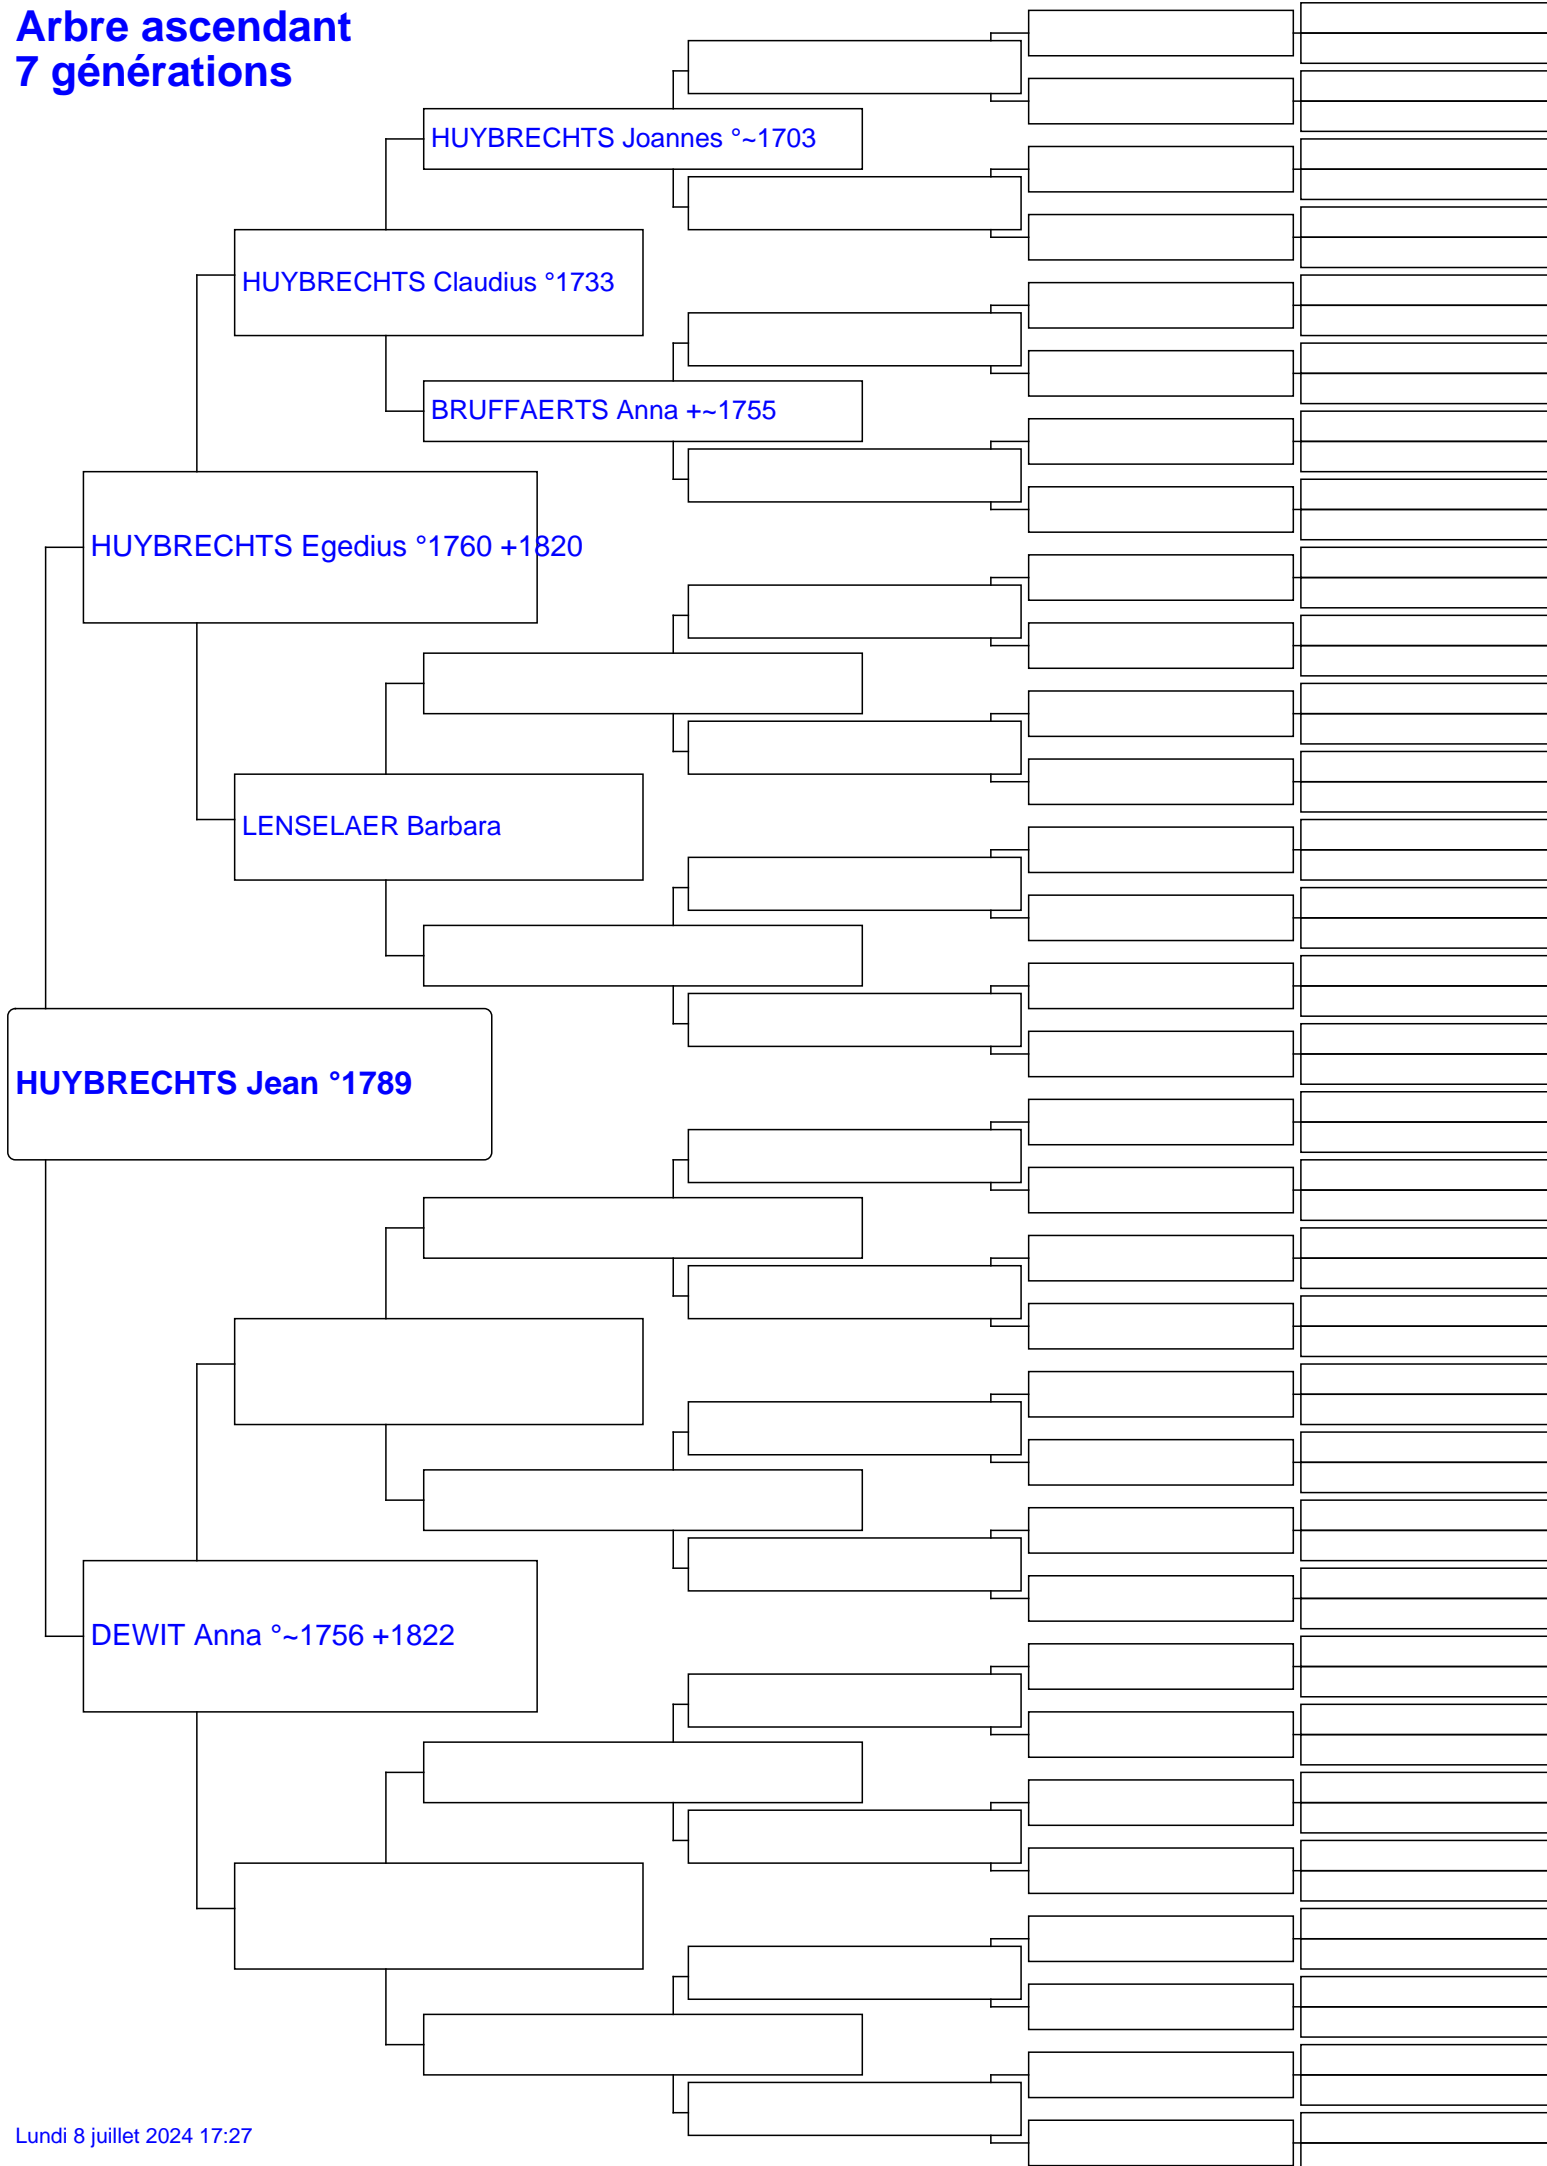 Arbre ascendant
7 générations
HUYBRECHTS Joannes °~1703
HUYBRECHTS Claudius °1733
BRUFFAERTS Anna +~1755
HUYBRECHTS Egedius °1760 +1820
LENSELAER Barbara
HUYBRECHTS Jean °1789
DEWIT Anna °~1756 +1822
Lundi 8 juillet 2024 17:27